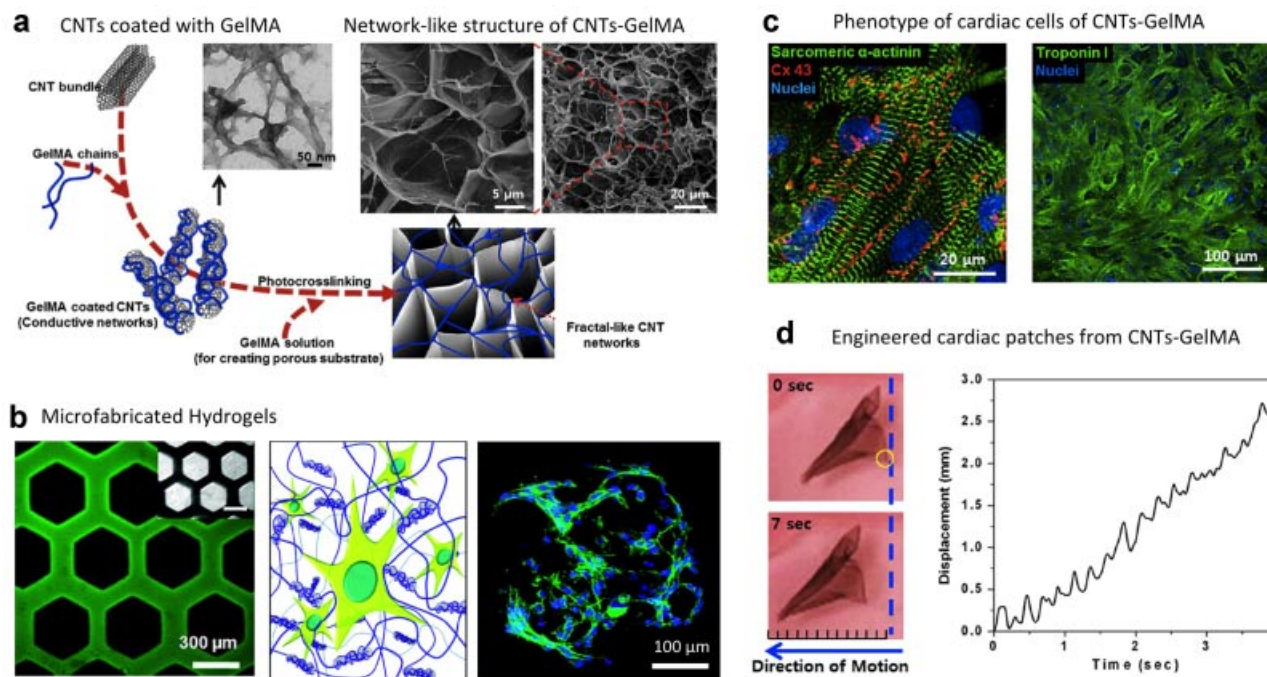 a
CNTs coated with GelMA
Network-like structure of CNTs-GelMA
CNT bundle
GelMA chains
50 nm
5 µm
20 µm
GelMA coated CNTs
(Conductive networks)
Photocrosslinking
GelMA solution
(for creating porous substrate)
Fractal-like CNT
networks
b
Microfabricated Hydrogels
300 µm
100 µm
c
Phenotype of cardiac cells of CNTs-GelMA
Sarcomeric α-actinin
Cx 43
Nuclei
20 µm
Troponin I
Nuclei
100 µm
d
Engineered cardiac patches from CNTs-GelMA
0 sec
7 sec
Direction of Motion
Displacement (mm)
3.0
2.5
2.0
1.5
1.0
0.5
0.0
0 1 2 3
Time (sec)